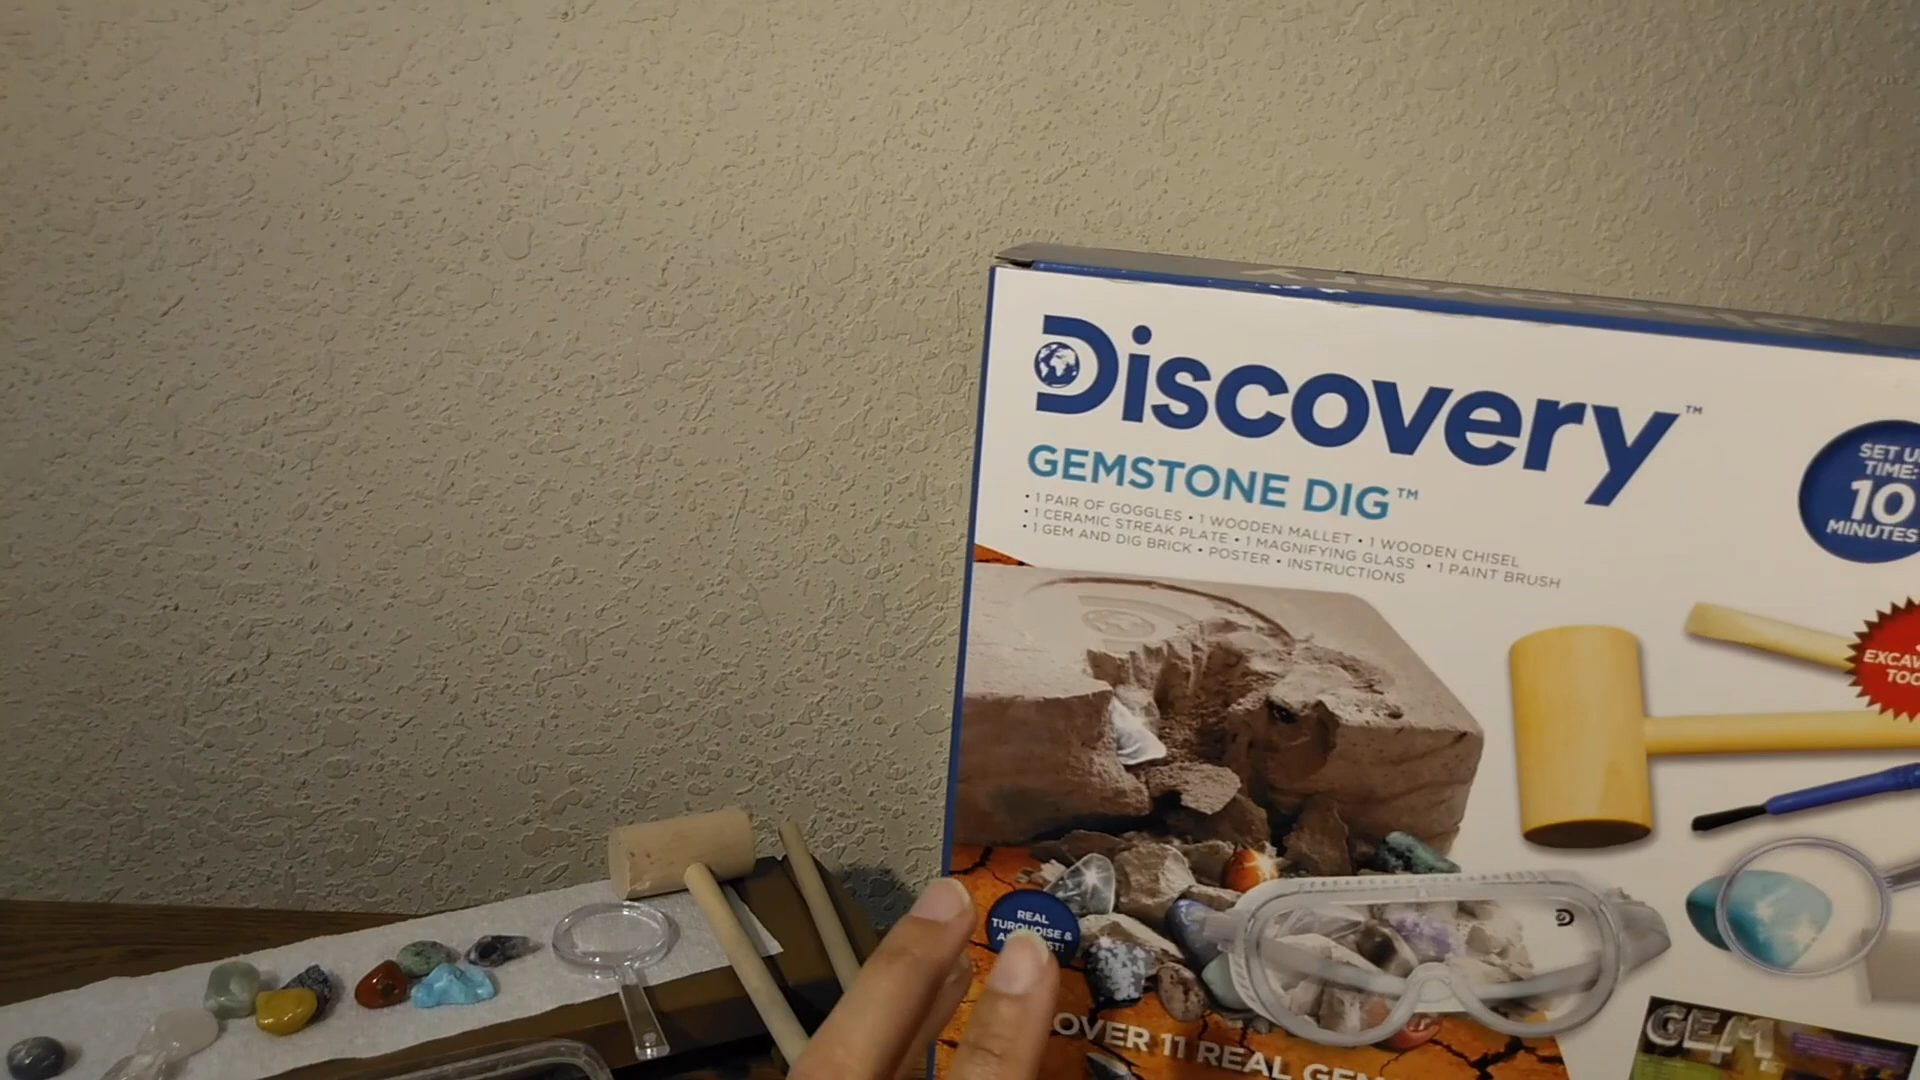 Discovery™
GEMSTONE DIG™
• 1 PAIR OF GOGGLES • 1 WOODEN MALLET • 1 WOODEN CHISEL
• 1 CERAMIC STREAK PLATE • 1 MAGNIFYING GLASS • 1 PAINT BRUSH
• 1 GEM AND DIG BRICK • POSTER • INSTRUCTIONS
SET U
TIME:
10
MINUTES
EXCAV
TOO
REAL
TURQUOISE &
OVER 11 REAL GEM
GEM